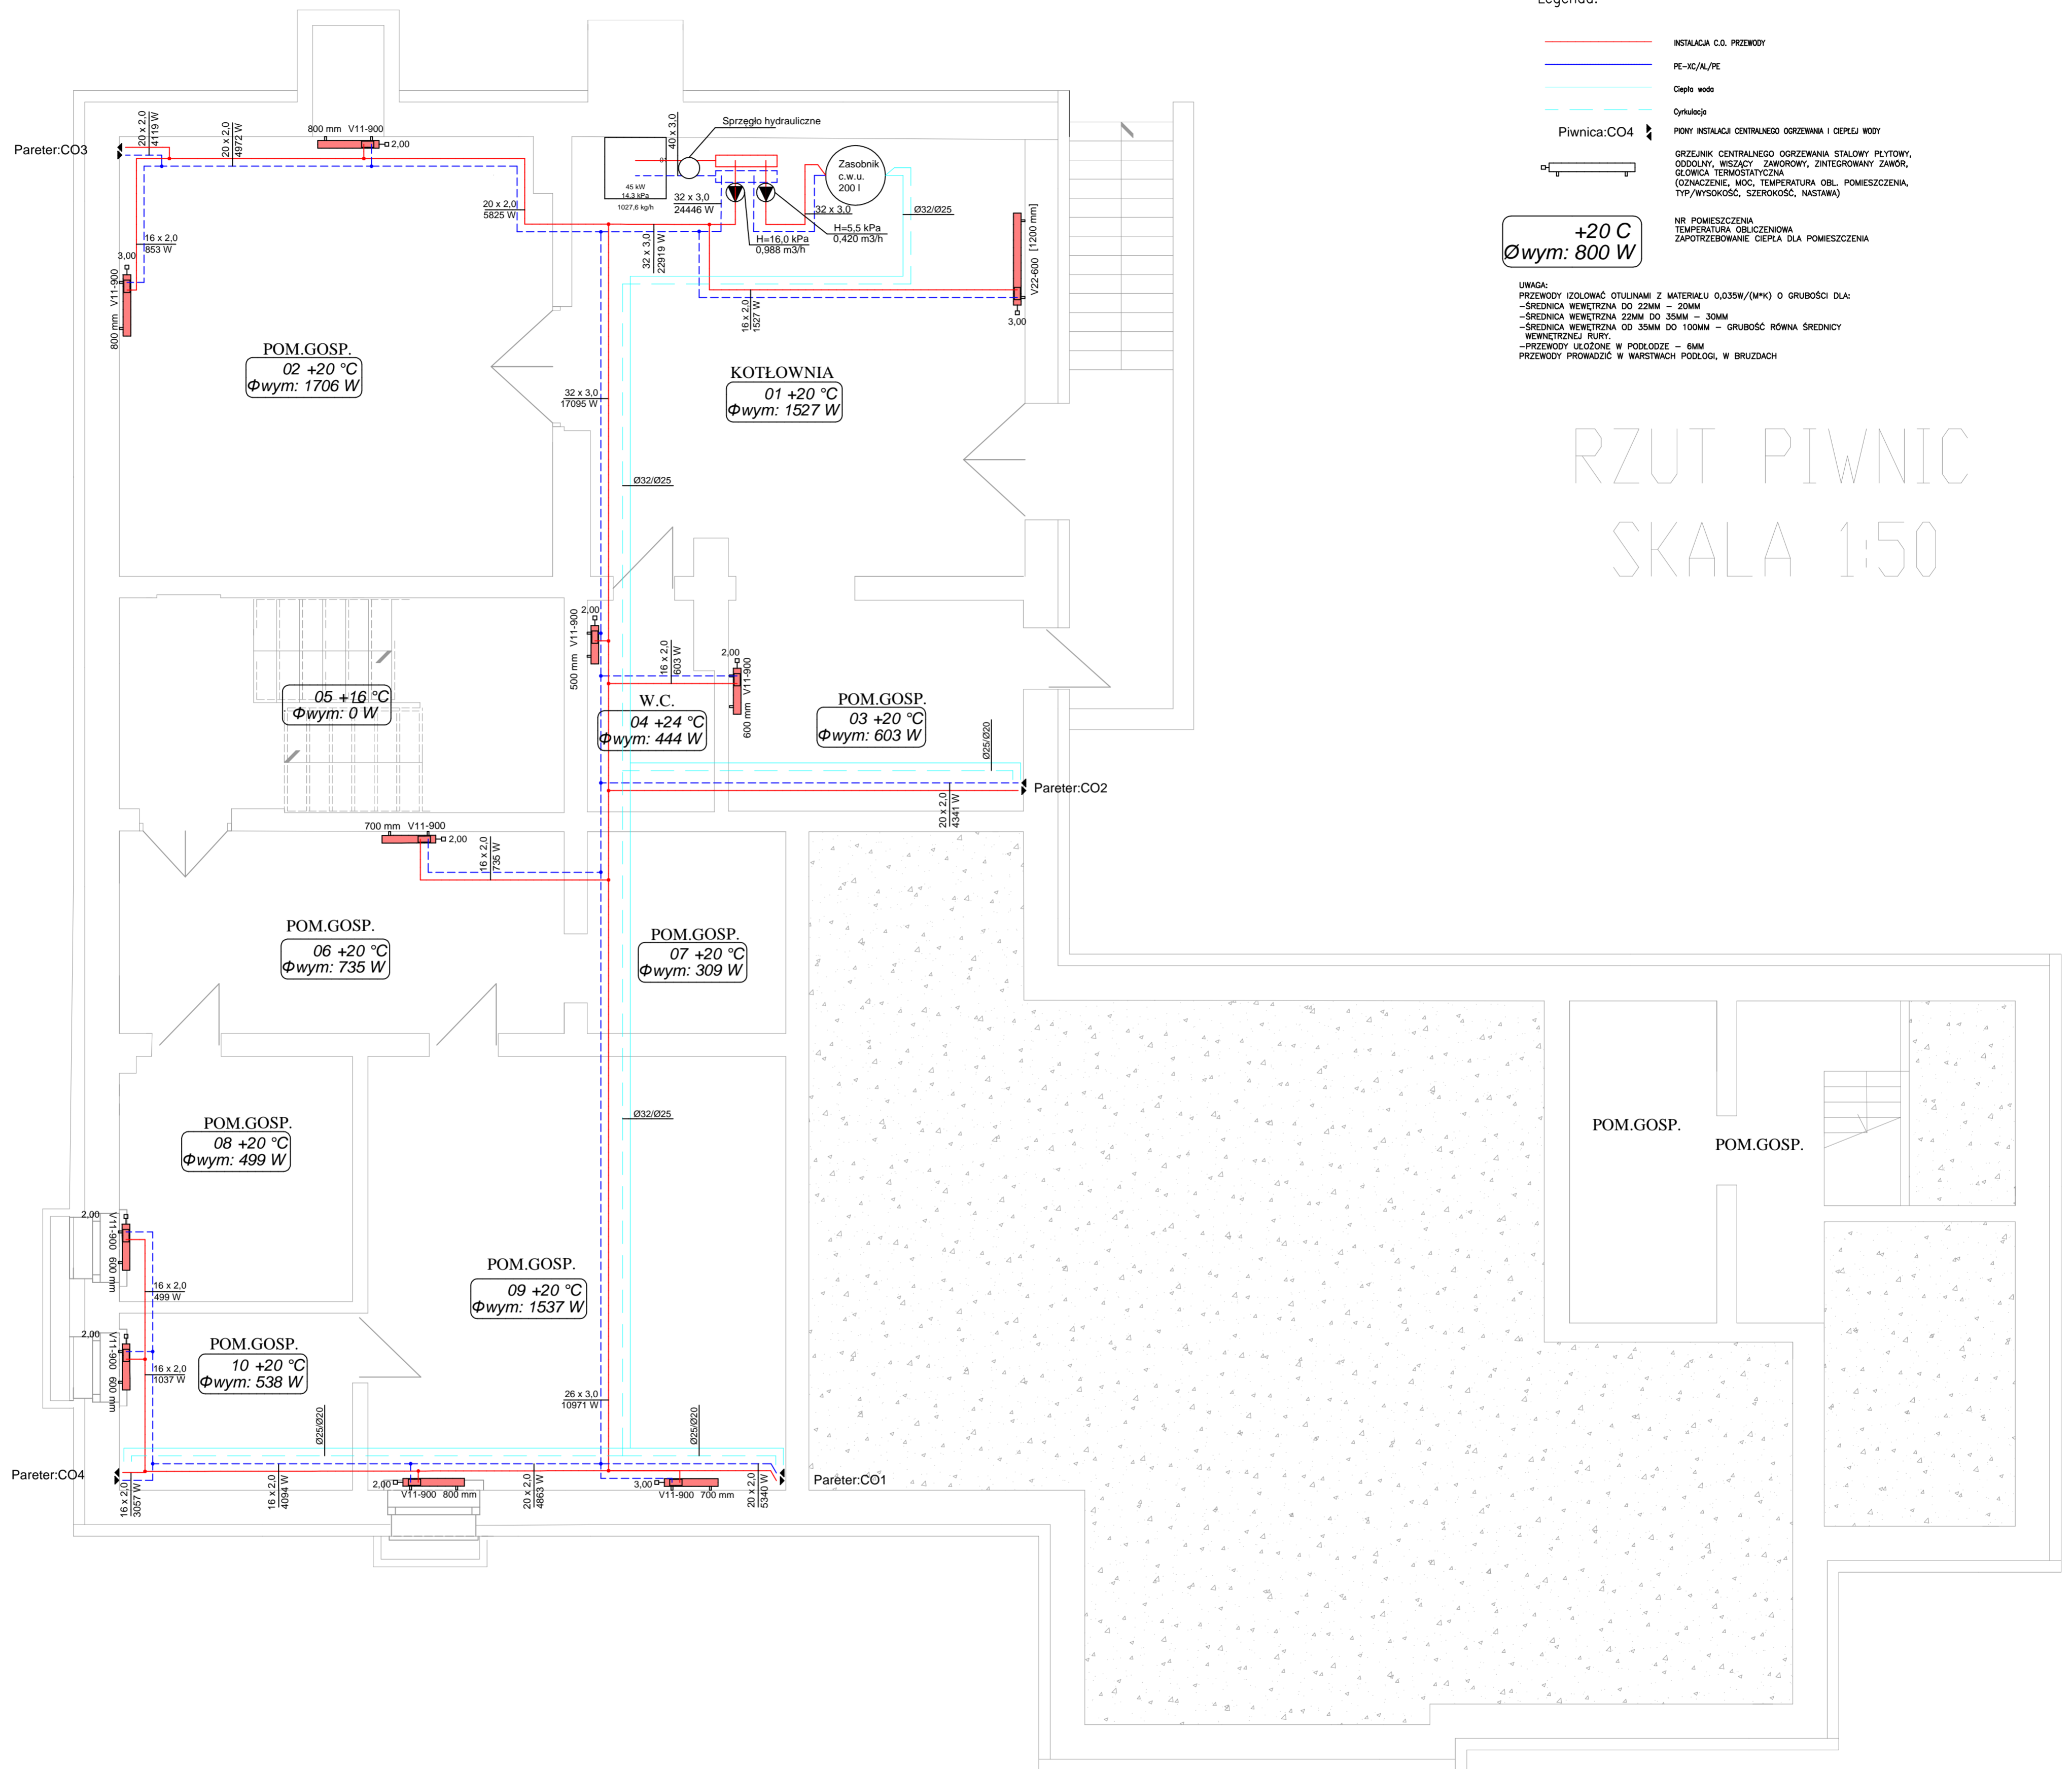 Legenda:
INSTALACJA C.O. PRZEWODY
PE-XC/AL/PE
Ciepła woda
Cyrkulacja
Piwnica:CO4
PIONY INSTALACJI CENTRALNEGO OGRZEWANIA I CIEPŁEJ WODY
GRZEJNIK CENTRALNEGO OGRZEWANIA STALOWY PŁYTOWY,
ODDOLNY, WISZĄCY ZAWOROWY, ZINTEGROWANY ZAWÓR,
GŁOWICA TERMOSTATYCZNA
(OZNACZENIE, MOC, TEMPERATURA OBL. POMIESZCZENIA,
TYP/WYSOKOŚĆ, SZEROKOŚĆ, NASTAWA)
+20 C
Øwym: 800 W
NR POMIESZCZENIA
TEMPERATURA OBLICZENIOWA
ZAPOTRZEBOWANIE CIEPŁA DLA POMIESZCZENIA
UWAGA:
PRZEWODY IZOLOWAĆ OTULINAMI Z MATERIAŁU 0,035W/(M*K) O GRUBOŚCI DLA:
-ŚREDNICA WEWĘTRZNA DO 22MM - 20MM
-ŚREDNICA WEWĘTRZNA 22MM DO 35MM - 30MM
-ŚREDNICA WEWĘTRZNA OD 35MM DO 100MM - GRUBOŚĆ RÓWNA ŚREDNICY
WEWNĘTRZNEJ RURY.
-PRZEWODY UŁOŻONE W PODŁODZE - 6MM
PRZEWODY PROWADZIĆ W WARSTWACH PODŁOGI, W BRUZDACH
RZUT PIWNIC
SKALA 1:50
Pareter:CO3
20 x 2,0
4119 W
20 x 2,0
4972 W
800 mm V11-900
2,00
16 x 2,0
853 W
3,00
800 mm V11-900
20 x 2,0
5825 W
40 x 3,0
Sprzęgło hydrauliczne
01
45 kW
14,3 kPa
1027,6 kg/h
32 x 3,0
24446 W
Zasobnik
c.w.u.
200 l
32 x 3,0
Ø32/Ø25
H=16,0 kPa
0,988 m3/h
H=5,5 kPa
0,420 m3/h
32 x 3,0
22919 W
V22-600 [1200 mm]
3,00
16 x 2,0
1527 W
POM.GOSP.
02 +20 °C
Φwym: 1706 W
KOTŁOWNIA
01 +20 °C
Φwym: 1527 W
32 x 3,0
17095 W
Ø32/Ø25
2,00
500 mm V11-900
16 x 2,0
603 W
2,00
600 mm V11-900
05 +16 °C
Φwym: 0 W
W.C.
04 +24 °C
Φwym: 444 W
POM.GOSP.
03 +20 °C
Φwym: 603 W
Ø25/Ø20
Pareter:CO2
20 x 2,0
4341 W
700 mm V11-900
2,00
16 x 2,0
735 W
POM.GOSP.
06 +20 °C
Φwym: 735 W
POM.GOSP.
07 +20 °C
Φwym: 309 W
POM.GOSP.
08 +20 °C
Φwym: 499 W
Ø32/Ø25
POM.GOSP.
POM.GOSP.
2,00
V11-900 600 mm
16 x 2,0
499 W
POM.GOSP.
09 +20 °C
Φwym: 1537 W
2,00
V11-900 600 mm
16 x 2,0
1037 W
POM.GOSP.
10 +20 °C
Φwym: 538 W
26 x 3,0
10971 W
Ø25/Ø20
Ø25/Ø20
Pareter:CO4
16 x 2,0
3057 W
16 x 2,0
4094 W
2,00
V11-900 800 mm
20 x 2,0
4863 W
3,00
V11-900 700 mm
20 x 2,0
5340 W
Pareter:CO1